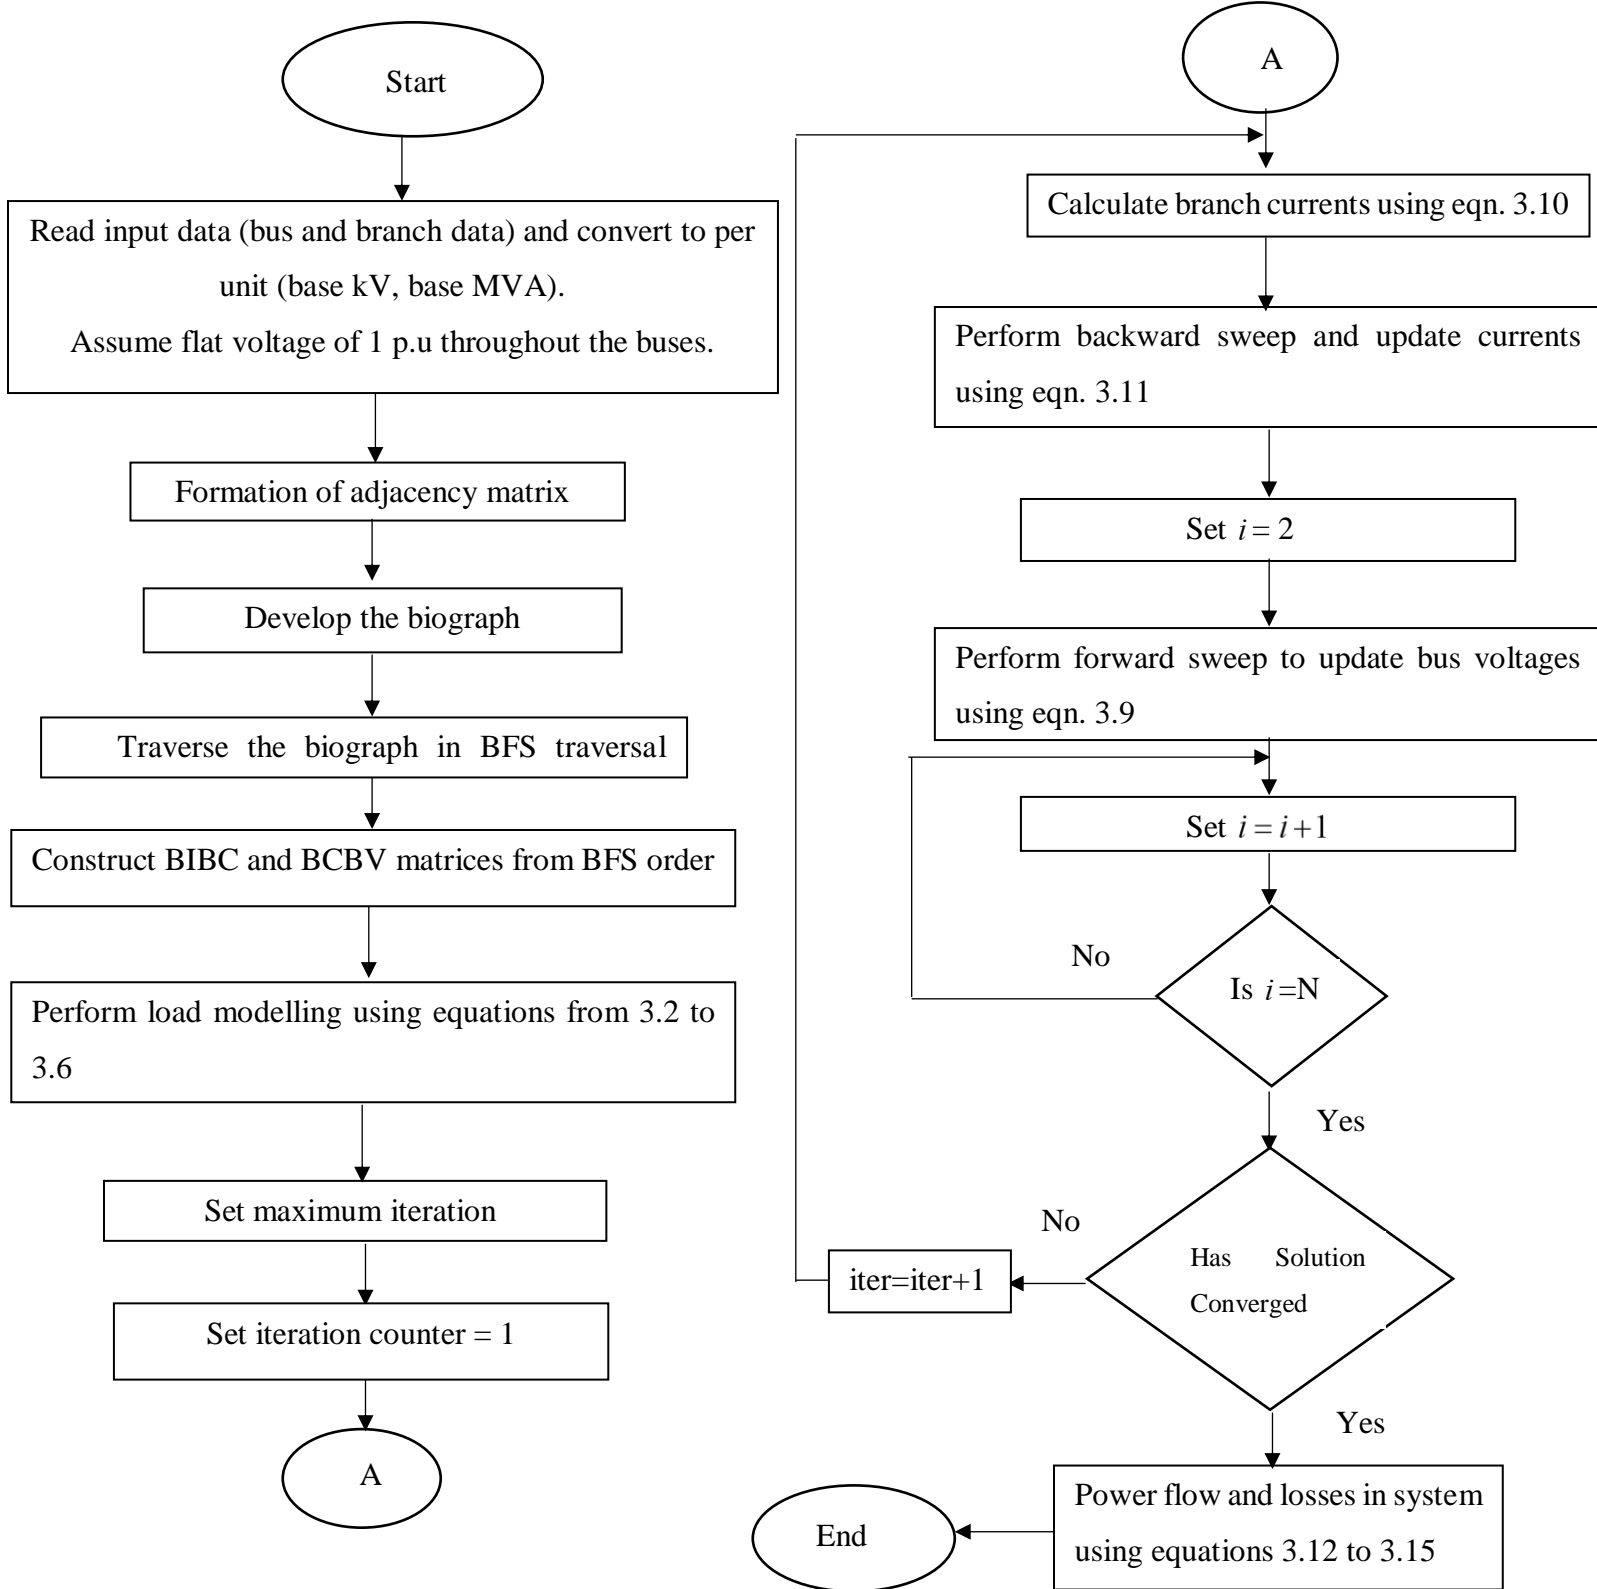 Start
Read input data (bus and branch data) and convert to per
unit (base kV, base MVA).
Assume flat voltage of 1 p.u throughout the buses.
Formation of adjacency matrix
Develop the biograph
Traverse the biograph in BFS traversal
Construct BIBC and BCBV matrices from BFS order
Perform load modelling using equations from 3.2 to
3.6
Set maximum iteration
Set iteration counter = 1
A
A
Calculate branch currents using eqn. 3.10
Perform backward sweep and update currents
using eqn. 3.11
Set i = 2
Perform forward sweep to update bus voltages
using eqn. 3.9
Set i = i+1
No
Is i=N
Yes
No
Has Solution
Converged
iter=iter+1
Yes
Power flow and losses in system
using equations 3.12 to 3.15
End